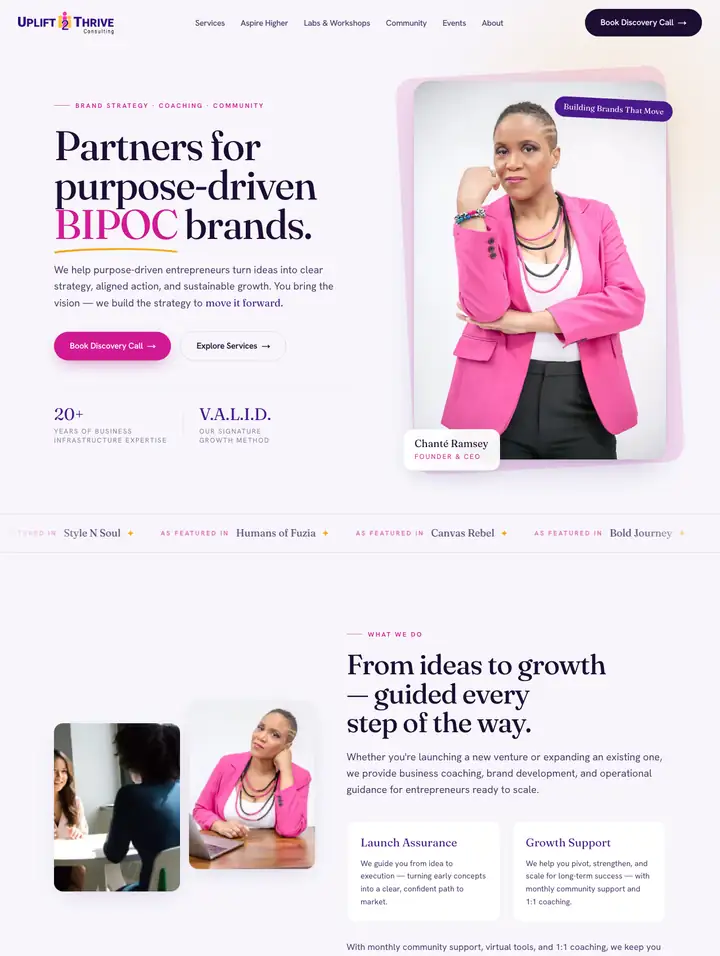 UPLIFT 2 THRIVE
Consulting
Services Aspire Higher Labs & Workshops Community Events About
Book Discovery Call →
BRAND STRATEGY · COACHING · COMMUNITY
Partners for
purpose-driven
BIPOC brands.
We help purpose-driven entrepreneurs turn ideas into clear
strategy, aligned action, and sustainable growth. You bring the
vision — we build the strategy to move it forward.
Book Discovery Call →
Explore Services →
20+
YEARS OF BUSINESS
INFRASTRUCTURE EXPERTISE
V.A.L.I.D.
OUR SIGNATURE
GROWTH METHOD
Building Brands That Move
Chanté Ramsey
FOUNDER & CEO
IN Style N Soul ✦ AS FEATURED IN Humans of Fuzia ✦ AS FEATURED IN Canvas Rebel ✦ AS FEATURED IN Bold Journey ✦
WHAT WE DO
From ideas to growth
— guided every
step of the way.
Whether you're launching a new venture or expanding an existing one,
we provide business coaching, brand development, and operational
guidance for entrepreneurs ready to scale.
Launch Assurance
We guide you from idea to
execution — turning early concepts
into a clear, confident path to
market.
Growth Support
We help you pivot, strengthen, and
scale for long-term success — with
monthly community support and
1:1 coaching.
With monthly community support, virtual tools, and 1:1 coaching, we keep you